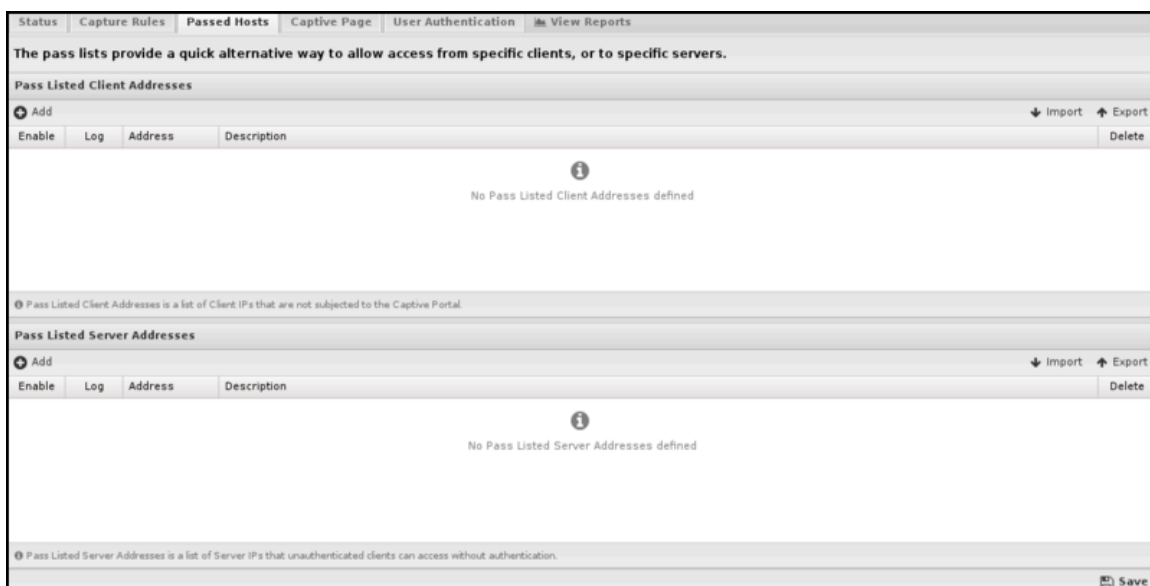 Status Capture Rules Passed Hosts Captive Page User Authentication View Reports
The pass lists provide a quick alternative way to allow access from specific clients, or to specific servers.
Pass Listed Client Addresses
Add Import Export
Enable Log Address Description Delete
No Pass Listed Client Addresses defined
Pass Listed Client Addresses is a list of Client IPs that are not subjected to the Captive Portal.
Pass Listed Server Addresses
Add Import Export
Enable Log Address Description Delete
No Pass Listed Server Addresses defined
Pass Listed Server Addresses is a list of Server IPs that unauthenticated clients can access without authentication.
Save